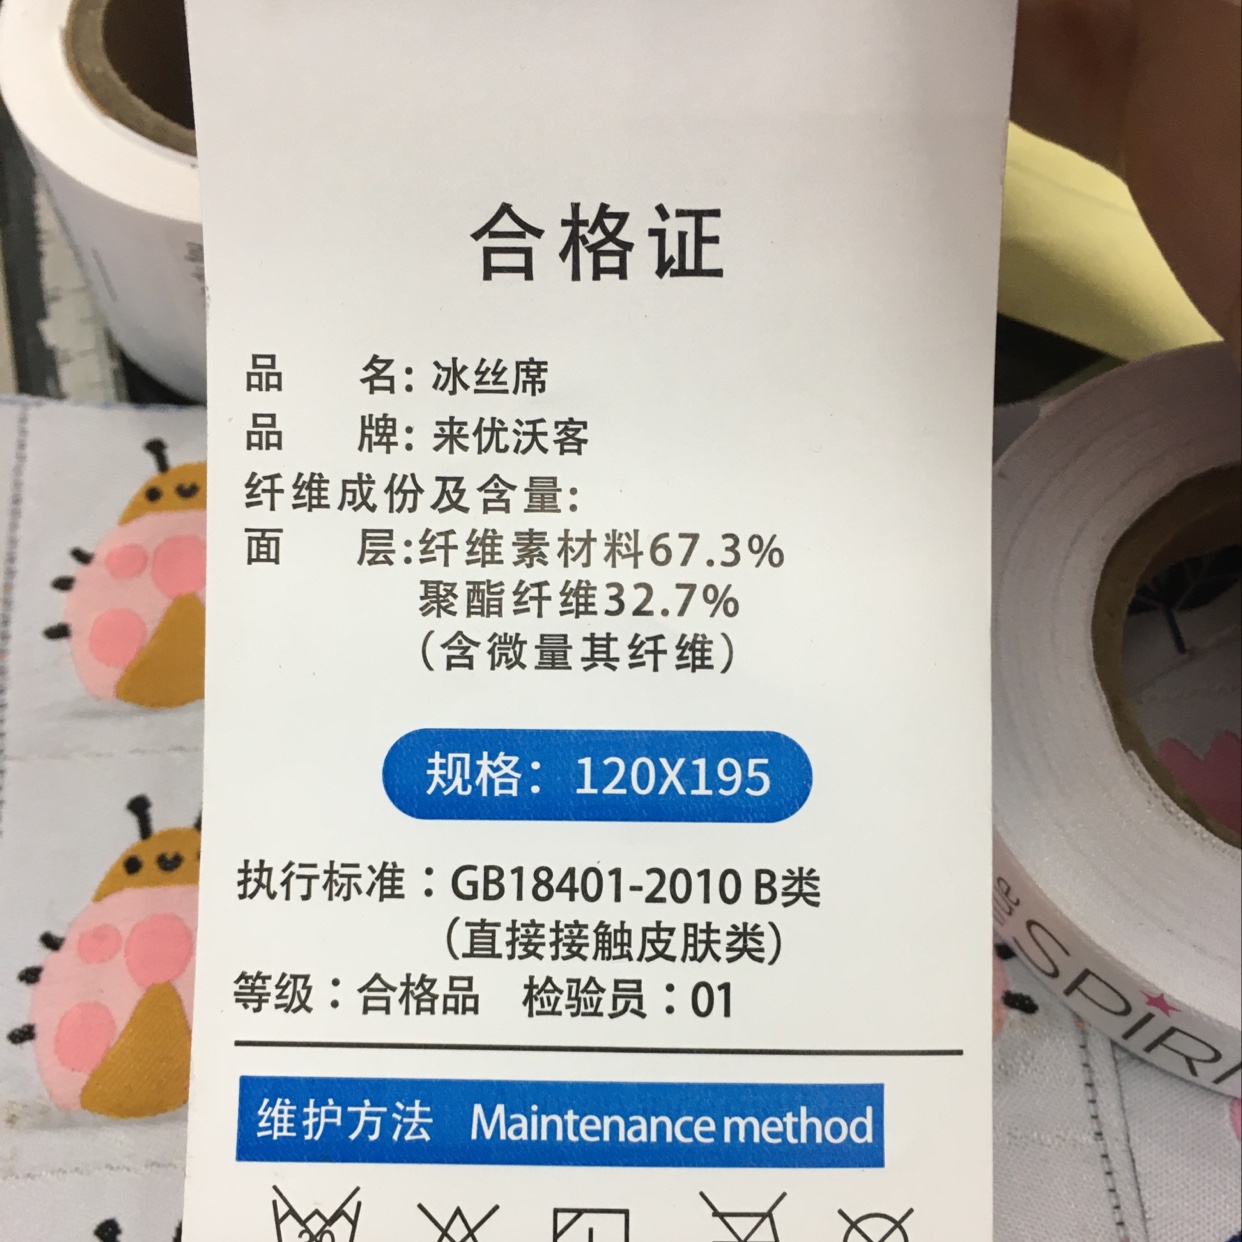 合格证
品 名: 冰丝席
品 牌: 来优沃客
纤维成份及含量:
面 层:纤维素材料67.3%
聚酯纤维32.7%
(含微量其纤维)
规格: 120X195
执行标准:GB18401-2010 B类
(直接接触皮肤类)
等级:合格品 检验员:01
维护方法 Maintenance method